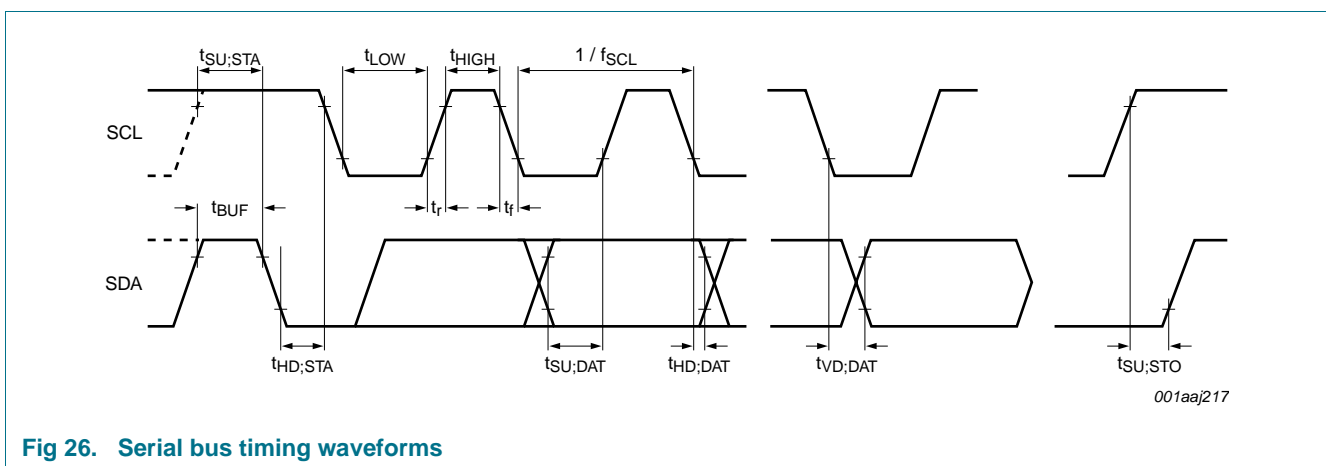 tSU;STA
tLOW
tHIGH
1 / fSCL
SCL
tBUF
tr
tf
SDA
tHD;STA
tSU;DAT
tHD;DAT
tVD;DAT
tSU;STO
001aaj217
Fig 26. Serial bus timing waveforms